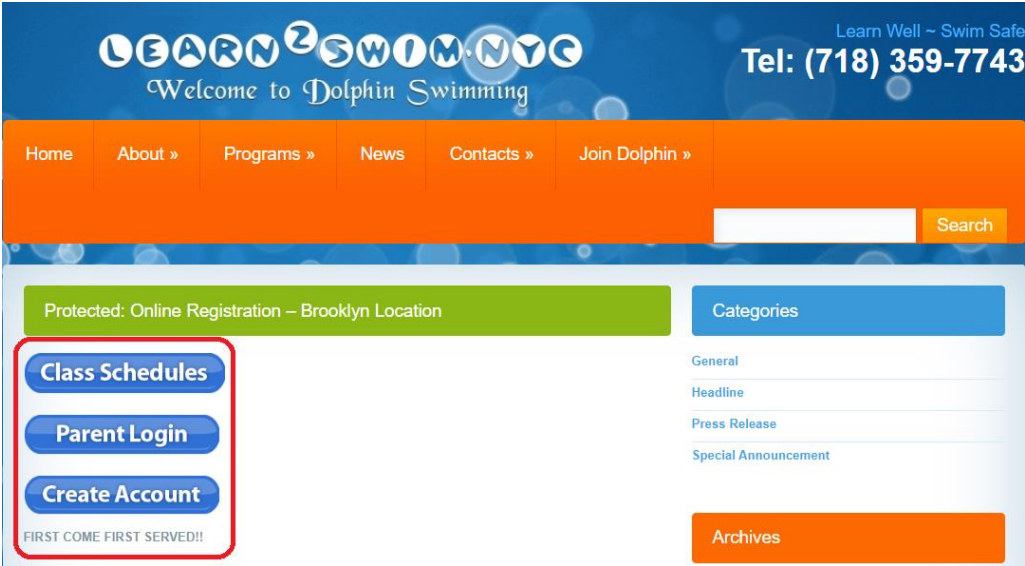 LEARN2SWIM.NYC
Welcome to Dolphin Swimming
Learn Well ~ Swim Safe
Tel: (718) 359-7743
Home About » Programs » News Contacts » Join Dolphin »
Search
Protected: Online Registration – Brooklyn Location
Class Schedules
Parent Login
Create Account
FIRST COME FIRST SERVED!!
Categories
General
Headline
Press Release
Special Announcement
Archives